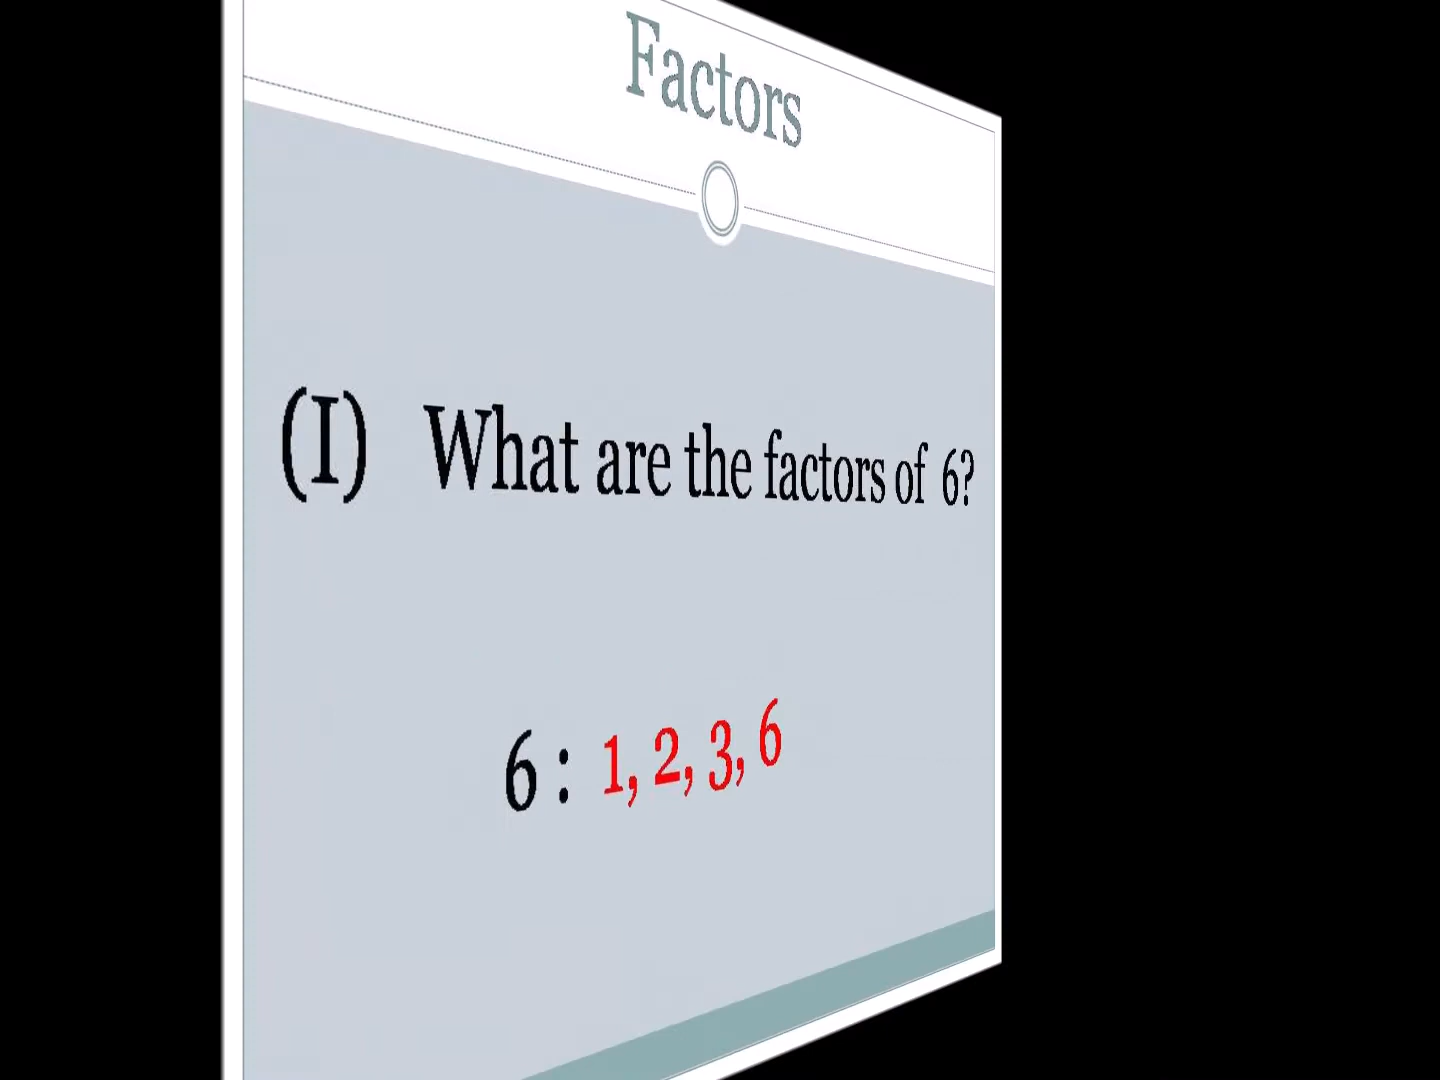 Factors
(I) What are the factors of 6?
6 : 1, 2, 3, 6